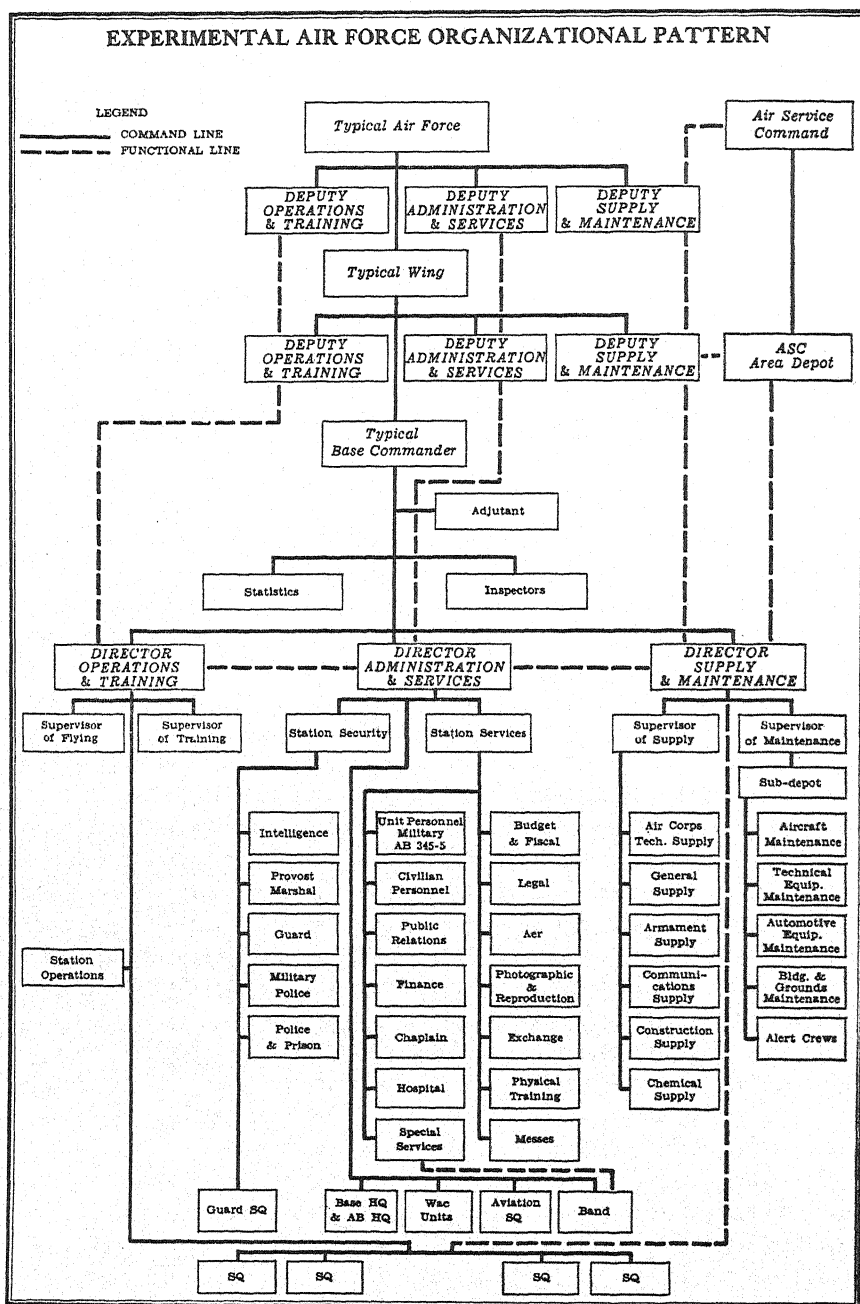 EXPERIMENTAL AIR FORCE ORGANIZATIONAL PATTERN
LEGEND
COMMAND LINE
FUNCTIONAL LINE
Typical Air Force
Air Service
Command
DEPUTY
OPERATIONS
& TRAINING
DEPUTY
ADMINISTRATION
& SERVICES
DEPUTY
SUPPLY
& MAINTENANCE
Typical Wing
DEPUTY
OPERATIONS
& TRAINING
DEPUTY
ADMINISTRATION
& SERVICES
DEPUTY
SUPPLY
& MAINTENANCE
ASC
Area Depot
Typical
Base Commander
Adjutant
Statistics
Inspectors
DIRECTOR
OPERATIONS
& TRAINING
DIRECTOR
ADMINISTRATION
& SERVICES
DIRECTOR
SUPPLY
& MAINTENANCE
Supervisor
of Flying
Supervisor
of Training
Station Security
Station Services
Supervisor
of Supply
Supervisor
of Maintenance
Sub-depot
Station
Operations
Intelligence
Provost
Marshal
Guard
Military
Police
Police
& Prison
Unit Personnel
Military
AB 345-5
Civilian
Personnel
Public
Relations
Finance
Chaplain
Hospital
Special
Services
Budget
& Fiscal
Legal
Aer
Photographic
&
Reproduction
Exchange
Physical
Training
Messes
Air Corps
Tech. Supply
General
Supply
Armament
Supply
Communi-
cations
Supply
Construction
Supply
Chemical
Supply
Aircraft
Maintenance
Technical
Equip.
Maintenance
Automotive
Equip.
Maintenance
Bldg. &
Grounds
Maintenance
Alert Crews
Guard SQ
Base HQ
& AB HQ
Wac
Units
Aviation
SQ
Band
SQ
SQ
SQ
SQ